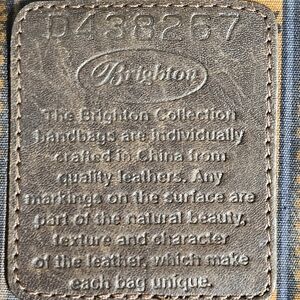 D438267
Brighton
The Brighton Collection
handbags are individually
crafted in China from
quality leathers. Any
markings on the surface are
part of the natural beauty,
texture and character
of the leather, which make
each bag unique.